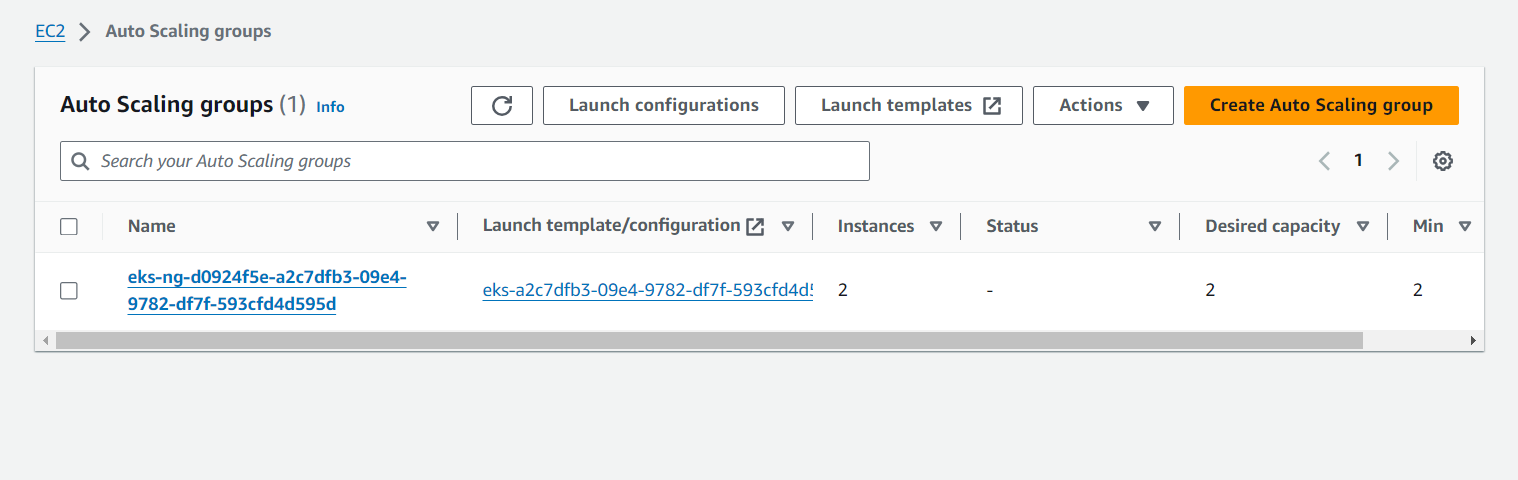 EC2 Auto Scaling groups
Auto Scaling groups (1) Info Launch configurations Launch templates Actions Create Auto Scaling group
Search your Auto Scaling groups 1
Name Launch template/configuration Instances Status Desired capacity Min
eks-ng-d0924f5e-a2c7dfb3-09e4-
9782-df7f-593cfd4d595d
eks-a2c7dfb3-09e4-9782-df7f-593cfd4d5 2 - 2 2